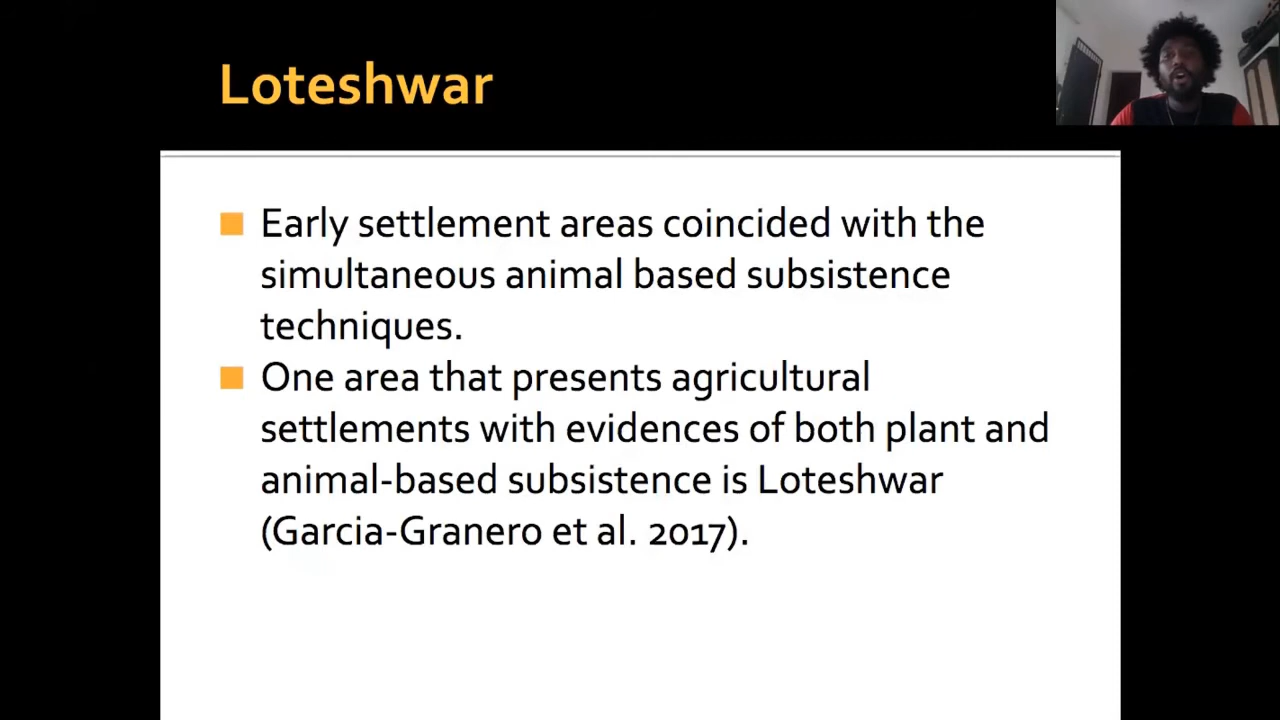 Loteshwar
Early settlement areas coincided with the
simultaneous animal based subsistence
techniques.
One area that presents agricultural
settlements with evidences of both plant and
animal-based subsistence is Loteshwar
(Garcia-Granero et al. 2017).